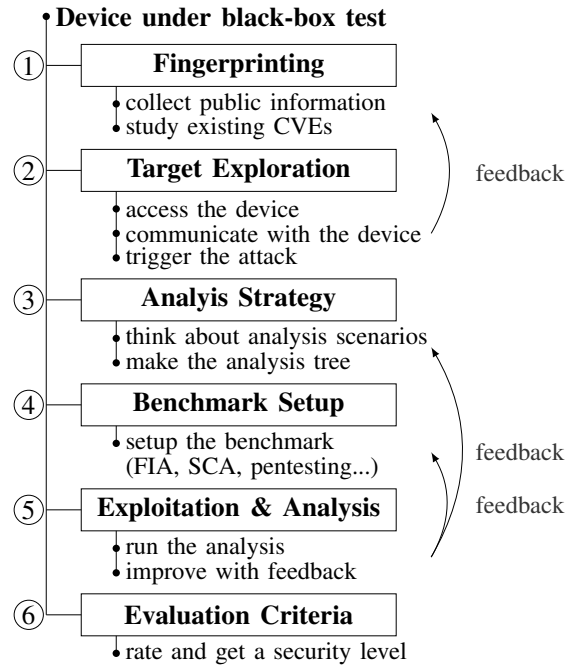 Device under black-box test
1 Fingerprinting
collect public information
study existing CVEs
feedback
2 Target Exploration
access the device
communicate with the device
trigger the attack
3 Analyis Strategy
think about analysis scenarios
make the analysis tree
4 Benchmark Setup
setup the benchmark
(FIA, SCA, pentesting...)
feedback
5 Exploitation & Analysis
feedback
run the analysis
improve with feedback
6 Evaluation Criteria
rate and get a security level